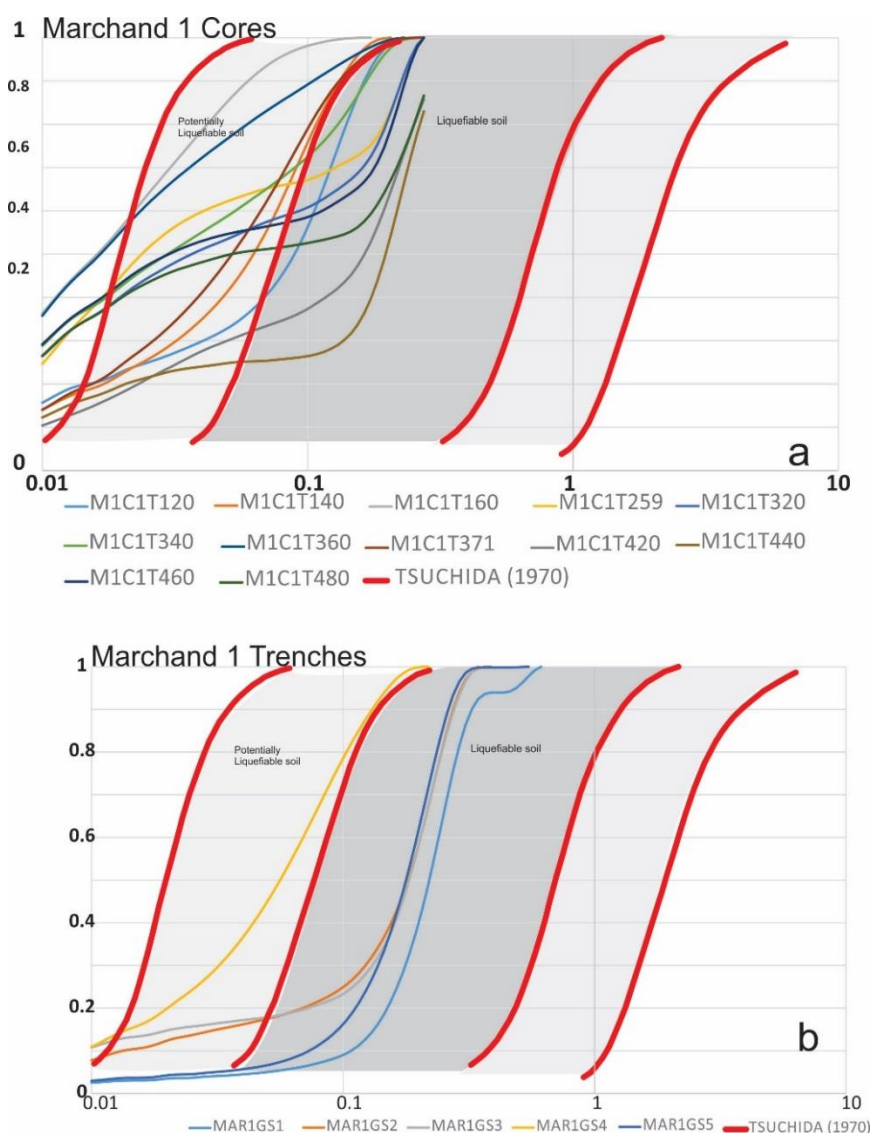 Marchand 1 Cores
1
0.8
0.6
0.4
0.2
0
Potentially
Liquefiable soil
Liquefiable soil
a
0.01 0.1 1 10
M1C1T120 M1C1T140 M1C1T160 M1C1T259 M1C1T320
M1C1T340 M1C1T360 M1C1T371 M1C1T420 M1C1T440
M1C1T460 M1C1T480 TSUCHIDA (1970)
Marchand 1 Trenches
1
0.8
0.6
0.4
0.2
0
Potentially
Liquefiable soil
Liquefiable soil
b
0.01 0.1 1 10
MAR1GS1 MAR1GS2 MAR1GS3 MAR1GS4 MAR1GS5 TSUCHIDA (1970)